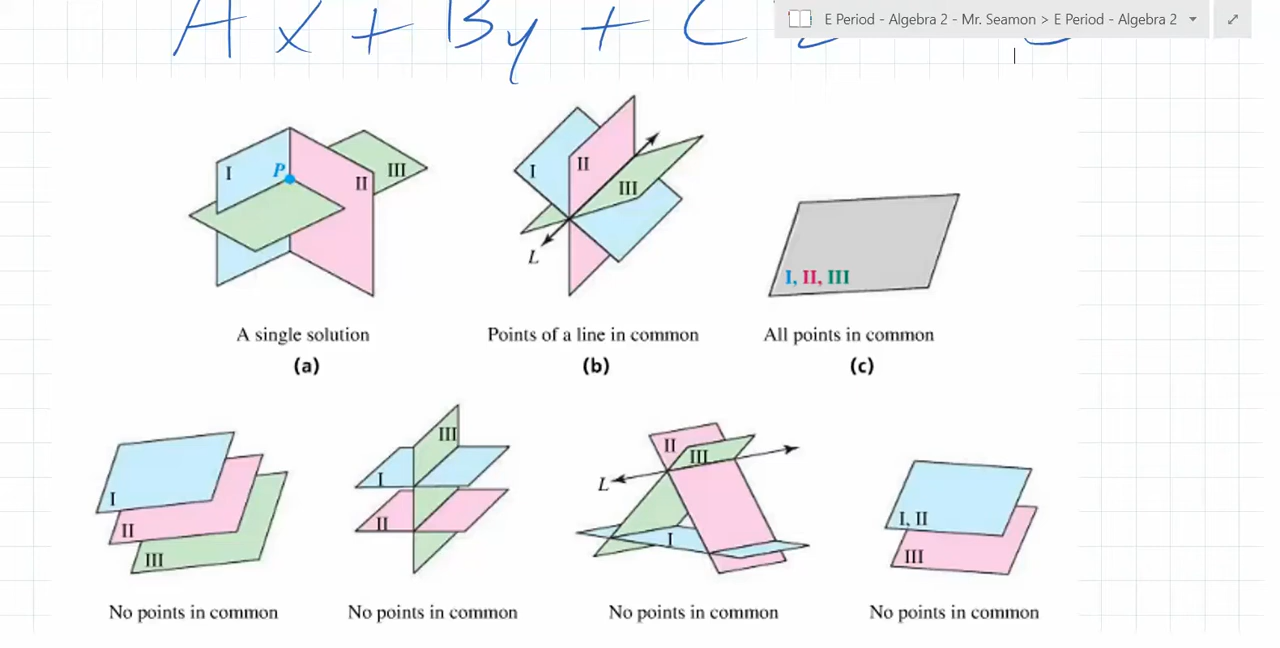 Ax + By + C
E Period - Algebra 2 - Mr. Seamon > E Period - Algebra 2
I P II III
I II III L
I, II, III
A single solution
Points of a line in common
All points in common
(a)
(b)
(c)
I II III
III I II
II III L I
I, II III
No points in common
No points in common
No points in common
No points in common